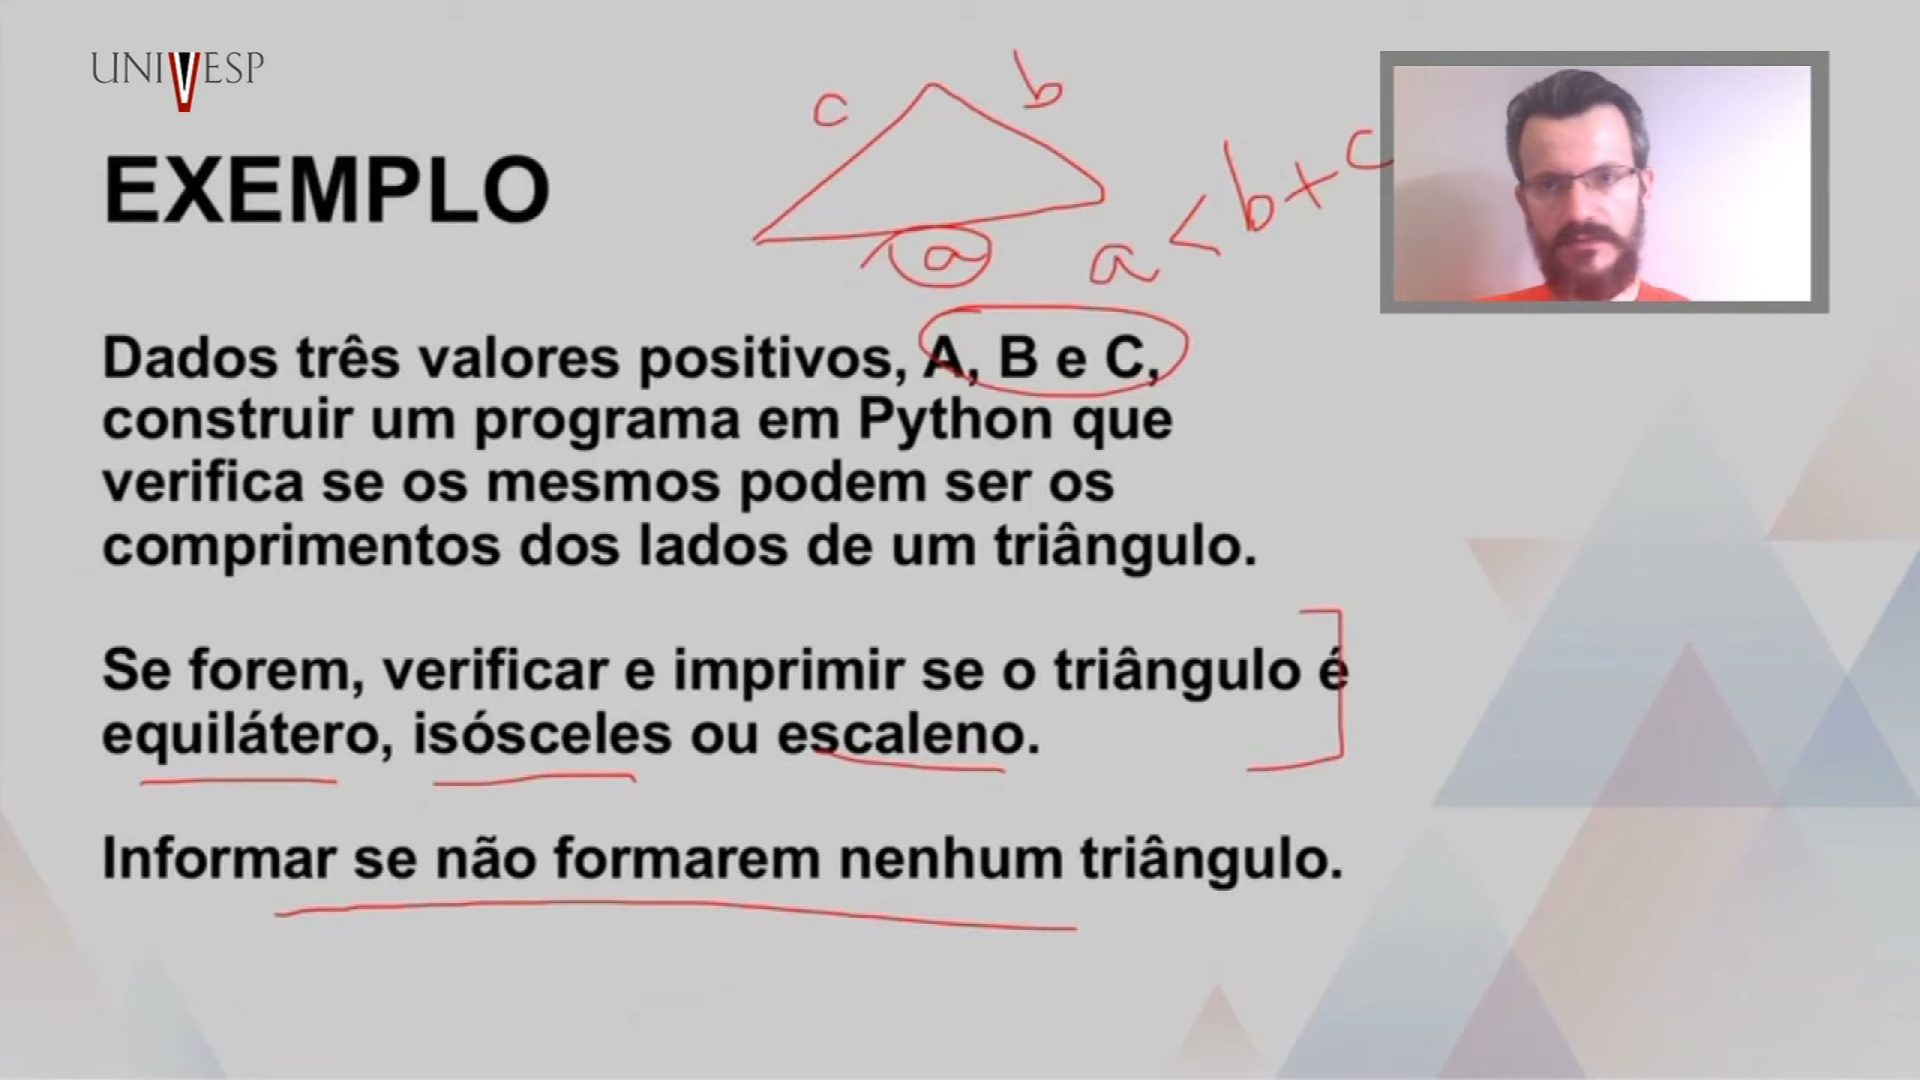 UNIVESP
c
b
a
a < b + c
EXEMPLO
Dados três valores positivos, A, B e C,
construir um programa em Python que
verifica se os mesmos podem ser os
comprimentos dos lados de um triângulo.
Se forem, verificar e imprimir se o triângulo é
equilátero, isósceles ou escaleno.
Informar se não formarem nenhum triângulo.